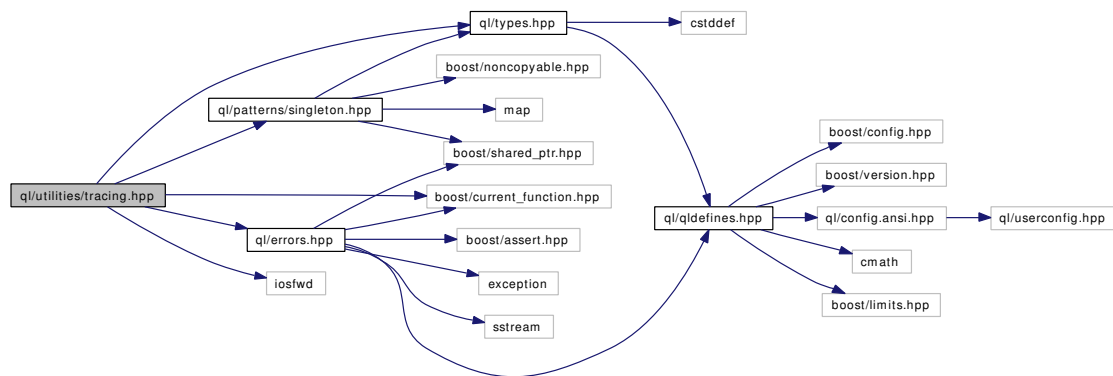 ql/types.hpp
cstddef
boost/noncopyable.hpp
ql/patterns/singleton.hpp
map
boost/config.hpp
boost/shared_ptr.hpp
boost/version.hpp
ql/utilities/tracing.hpp
boost/current_function.hpp
ql/qldefines.hpp
ql/config.ansi.hpp
ql/userconfig.hpp
ql/errors.hpp
boost/assert.hpp
cmath
iosfwd
exception
boost/limits.hpp
sstream